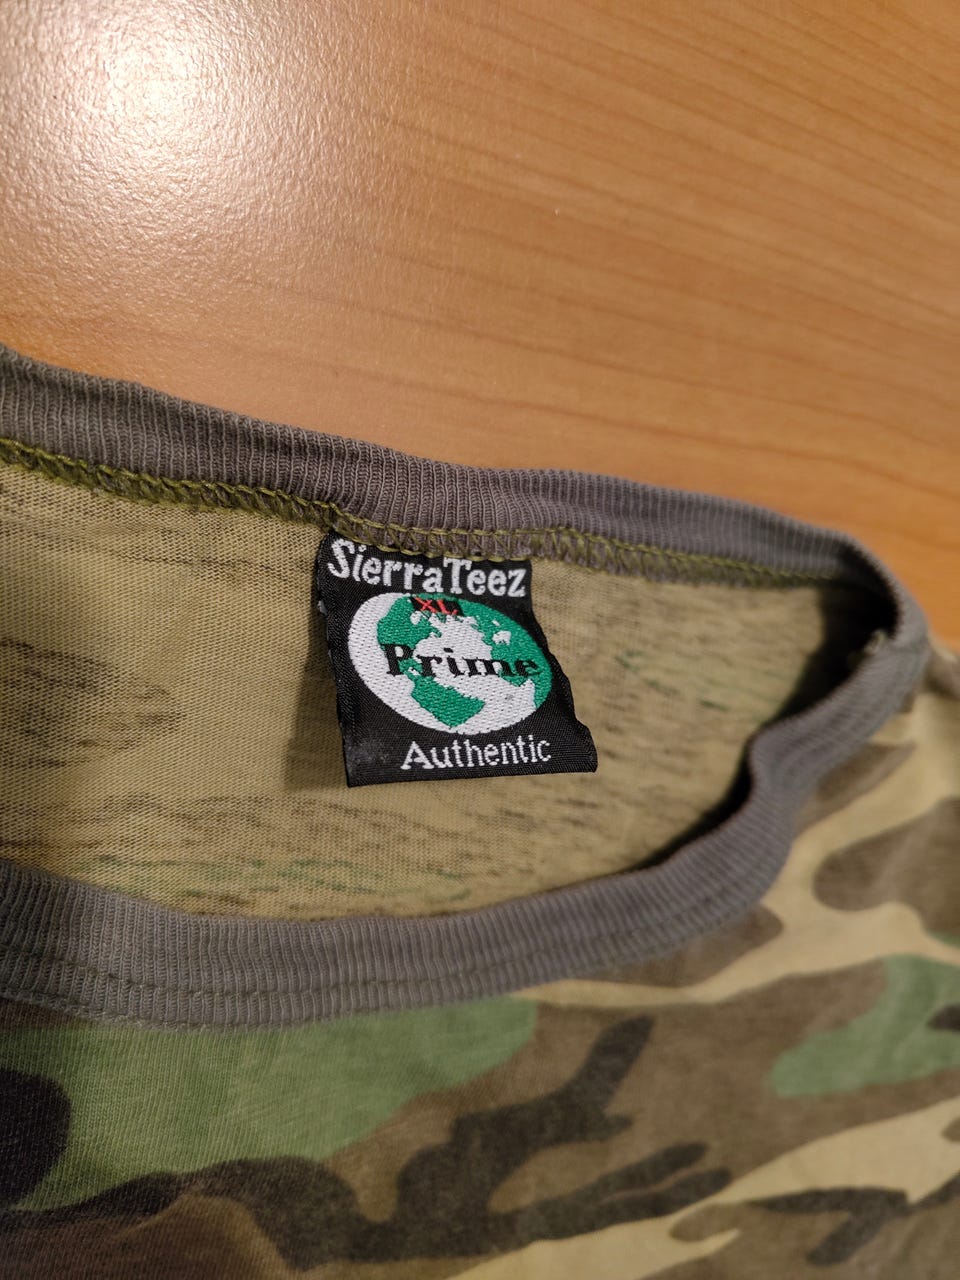 SierraTeez
XL
Prime
Authentic